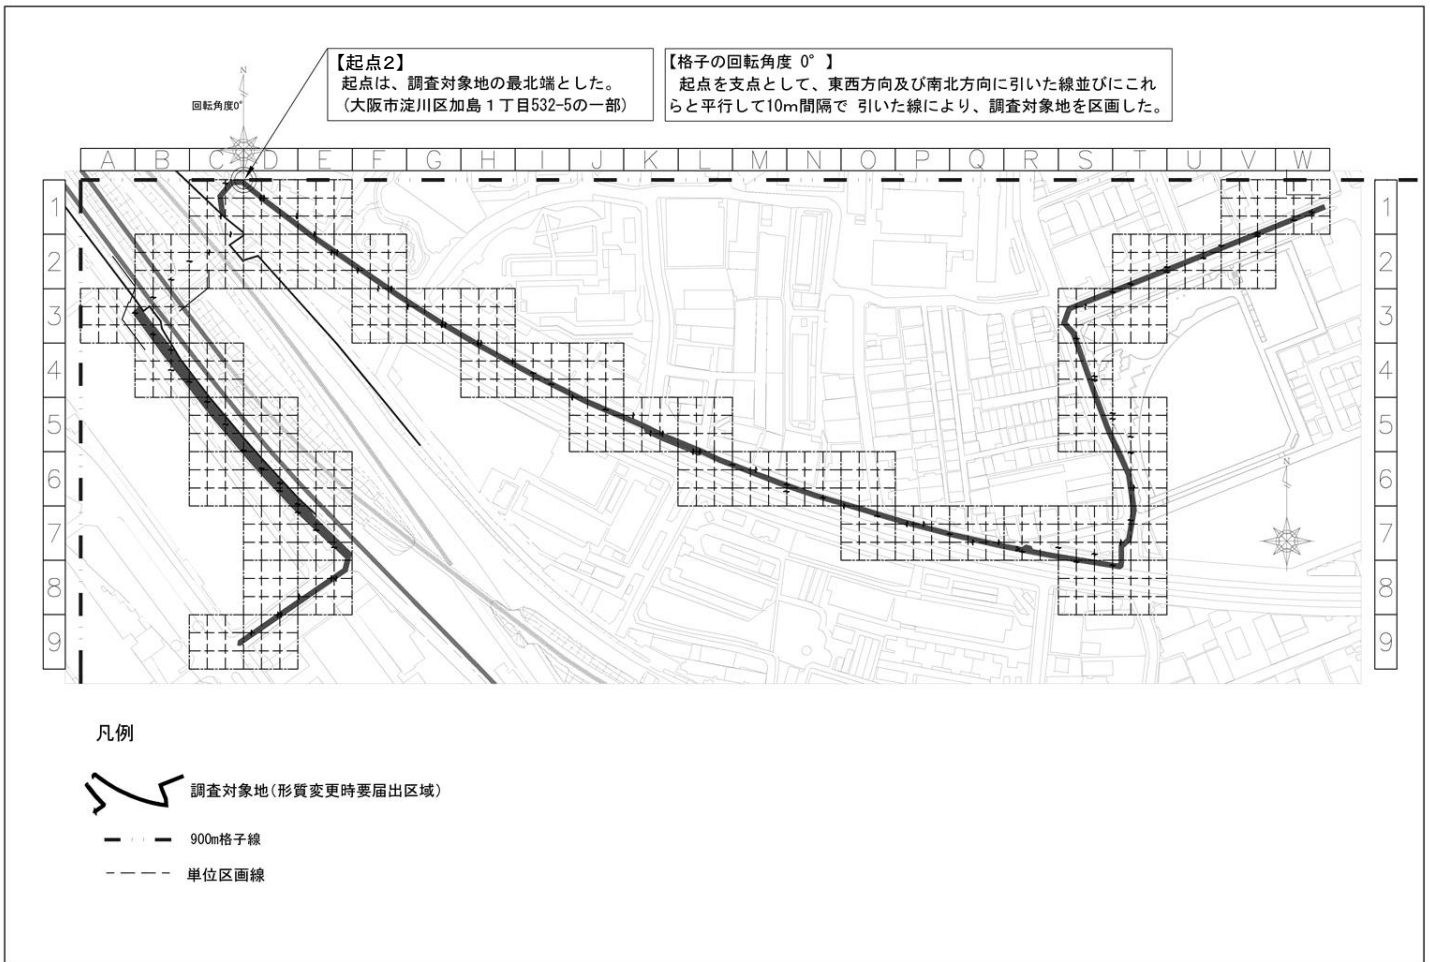 【起点2】
起点は、調査対象地の最北端とした。
(大阪市淀川区加島１丁目532-5の一部)
【格子の回転角度 0°】
起点を支点として、東西方向及び南北方向に引いた線並びにこれ
らと平行して10m間隔で 引いた線により、調査対象地を区画した。
N
回転角度0°
A B C D E F G H I J K L M N O P Q R S T U V W
1 1
2 2
3 3
4 4
5 5
6 6
7 7
8 8
9 9
N
凡例
調査対象地(形質変更時要届出区域)
900m格子線
単位区画線